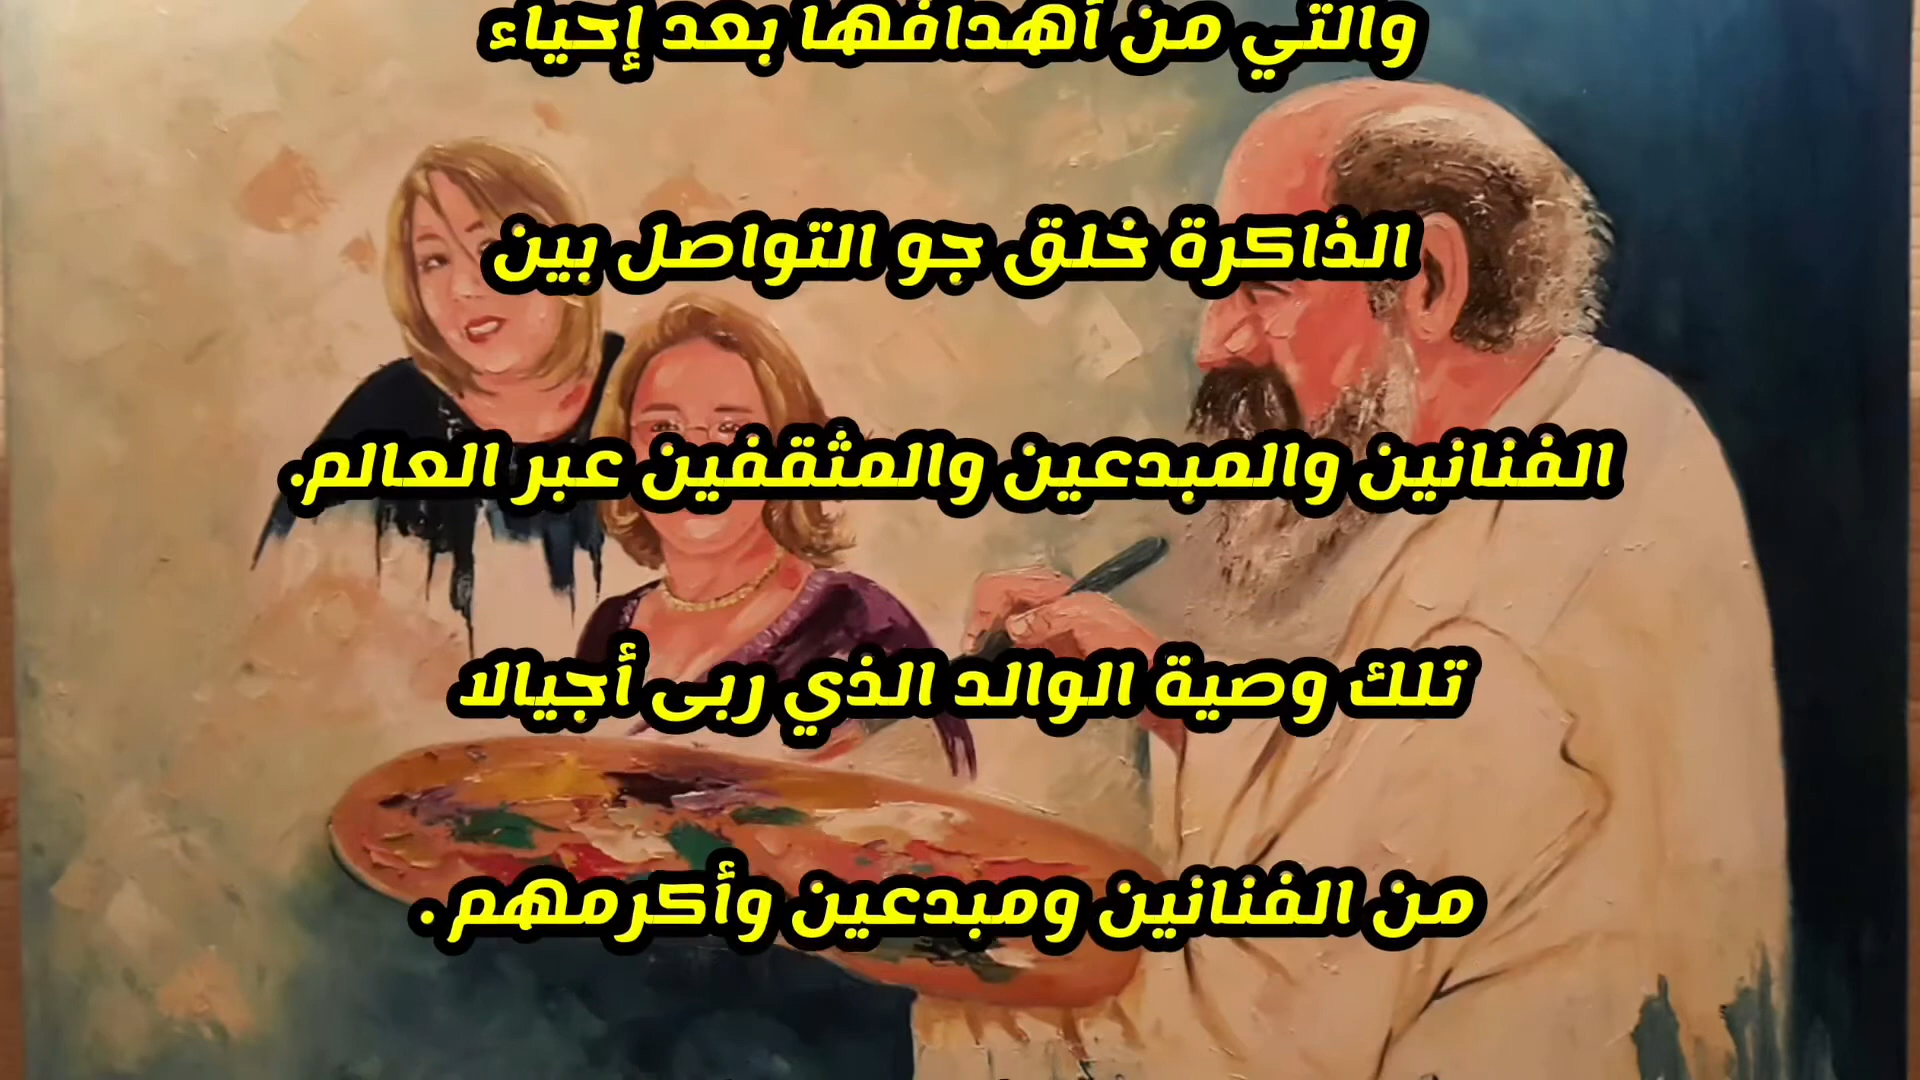 والتي من أهدافها بعد إحياء
الذاكرة خلق جو التواصل بين
الفنانين والمبدعين والمثقفين عبر العالم.
تلك وصية الوالد الذي ربى أجيالا
من الفنانين ومبدعين وأكرمهم .